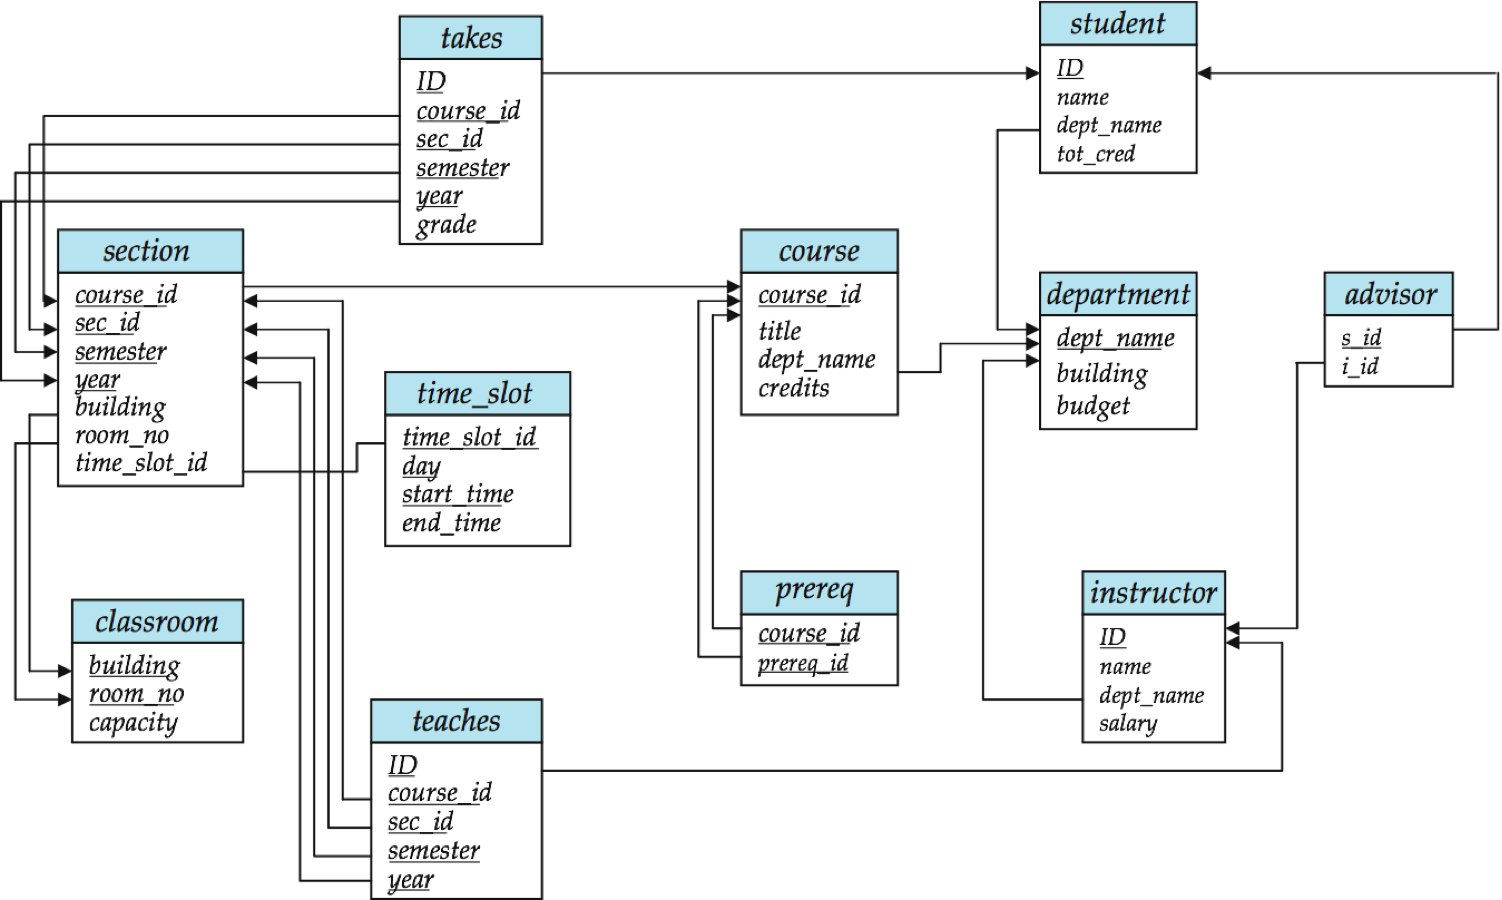 takes
ID
course_id
sec_id
semester
year
grade
student
ID
name
dept_name
tot_cred
section
course_id
sec_id
semester
year
building
room_no
time_slot_id
course
course_id
title
dept_name
credits
department
dept_name
building
budget
advisor
s_id
i_id
time_slot
time_slot_id
day
start_time
end_time
prereq
course_id
prereq_id
instructor
ID
name
dept_name
salary
classroom
building
room_no
capacity
teaches
ID
course_id
sec_id
semester
year